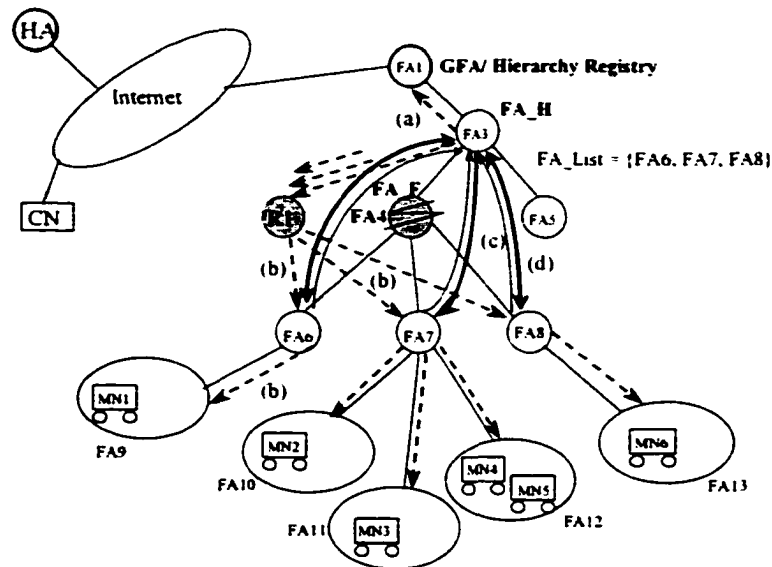 HA
Internet
FA1
GFA/ Hierarchy Registry
(a)
FA_H
FA3
FA_List = {FA6, FA7, FA8}
FA_F
FA4
FA5
CN
(b)
(b)
(c)
(d)
FA6
FA7
FA8
(b)
MN1
FA9
MN2
FA10
MN3
FA11
MN4
MN5
FA12
MN6
FA13